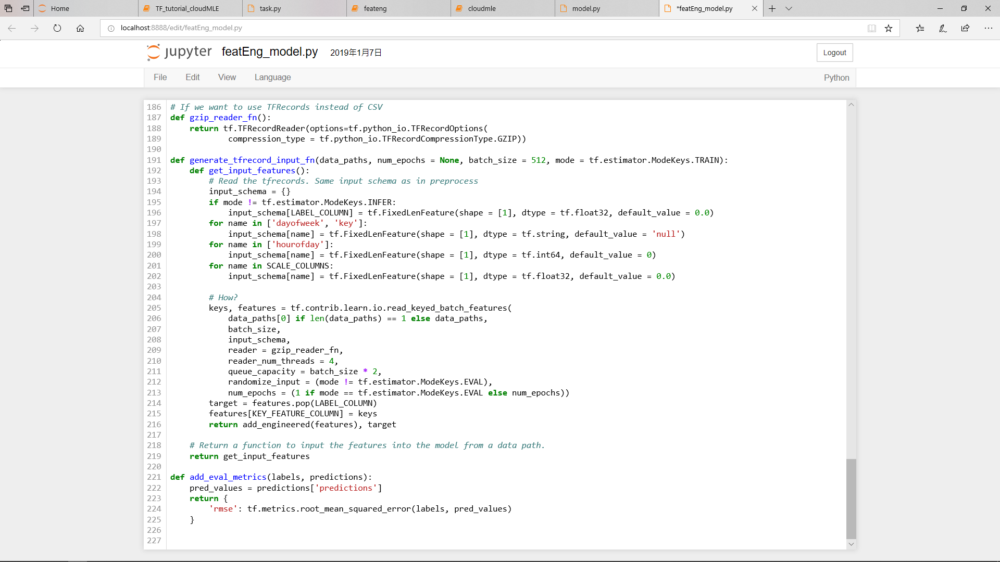 Home
TF_tutorial_cloudMLE
task.py
feateng
cloudmle
model.py
*featEng_model.py
localhost:8888/edit/featEng_model.py
jupyter featEng_model.py 2019年1月7日
Logout
File Edit View Language
Python
186 # If we want to use TFRecords instead of CSV
187 def gzip_reader_fn():
188     return tf.TFRecordReader(options=tf.python_io.TFRecordOptions(
189             compression_type = tf.python_io.TFRecordCompressionType.GZIP))
190
191 def generate_tfrecord_input_fn(data_paths, num_epochs = None, batch_size = 512, mode = tf.estimator.ModeKeys.TRAIN):
192     def get_input_features():
193         # Read the tfrecords. Same input schema as in preprocess
194         input_schema = {}
195         if mode != tf.estimator.ModeKeys.INFER:
196             input_schema[LABEL_COLUMN] = tf.FixedLenFeature(shape = [1], dtype = tf.float32, default_value = 0.0)
197         for name in ['dayofweek', 'key']:
198             input_schema[name] = tf.FixedLenFeature(shape = [1], dtype = tf.string, default_value = 'null')
199         for name in ['hourofday']:
200             input_schema[name] = tf.FixedLenFeature(shape = [1], dtype = tf.int64, default_value = 0)
201         for name in SCALE_COLUMNS:
202             input_schema[name] = tf.FixedLenFeature(shape = [1], dtype = tf.float32, default_value = 0.0)
203
204         # How?
205         keys, features = tf.contrib.learn.io.read_keyed_batch_features(
206             data_paths[0] if len(data_paths) == 1 else data_paths,
207             batch_size,
208             input_schema,
209             reader = gzip_reader_fn,
210             reader_num_threads = 4,
211             queue_capacity = batch_size * 2,
212             randomize_input = (mode != tf.estimator.ModeKeys.EVAL),
213             num_epochs = (1 if mode == tf.estimator.ModeKeys.EVAL else num_epochs))
214         target = features.pop(LABEL_COLUMN)
215         features[KEY_FEATURE_COLUMN] = keys
216         return add_engineered(features), target
217
218     # Return a function to input the features into the model from a data path.
219     return get_input_features
220
221 def add_eval_metrics(labels, predictions):
222     pred_values = predictions['predictions']
223     return {
224         'rmse': tf.metrics.root_mean_squared_error(labels, pred_values)
225     }
226
227